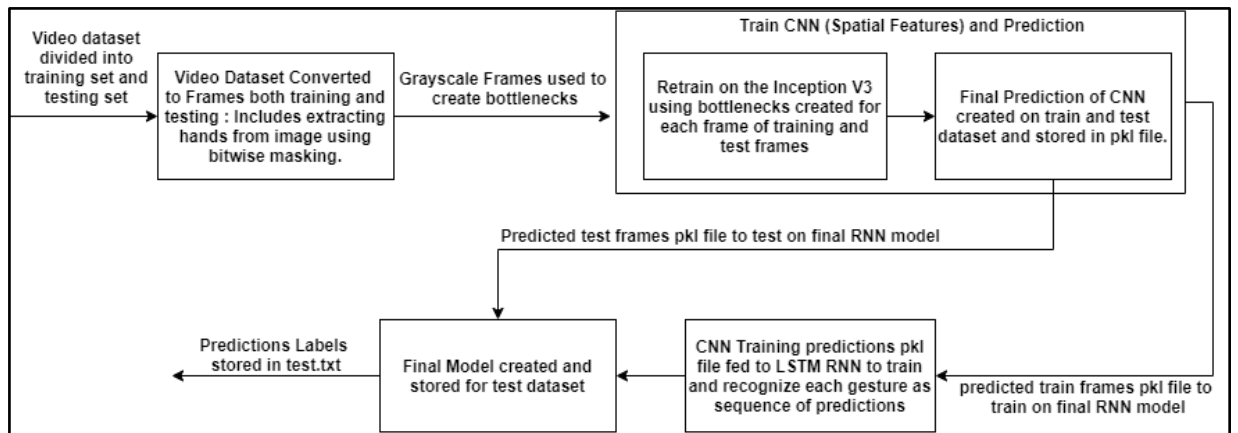 Video dataset
divided into
training set and
testing set
Video Dataset Converted
to Frames both training and
testing : Includes extracting
hands from image using
bitwise masking.
Grayscale Frames used to
create bottlenecks
Train CNN (Spatial Features) and Prediction
Retrain on the Inception V3
using bottlenecks created for
each frame of training and
test frames
Final Prediction of CNN
created on train and test
dataset and stored in pkl file.
Predicted test frames pkl file to test on final RNN model
Predictions Labels
stored in test.txt
Final Model created and
stored for test dataset
CNN Training predictions pkl
file fed to LSTM RNN to train
and recognize each gesture as
sequence of predictions
predicted train frames pkl file to
train on final RNN model